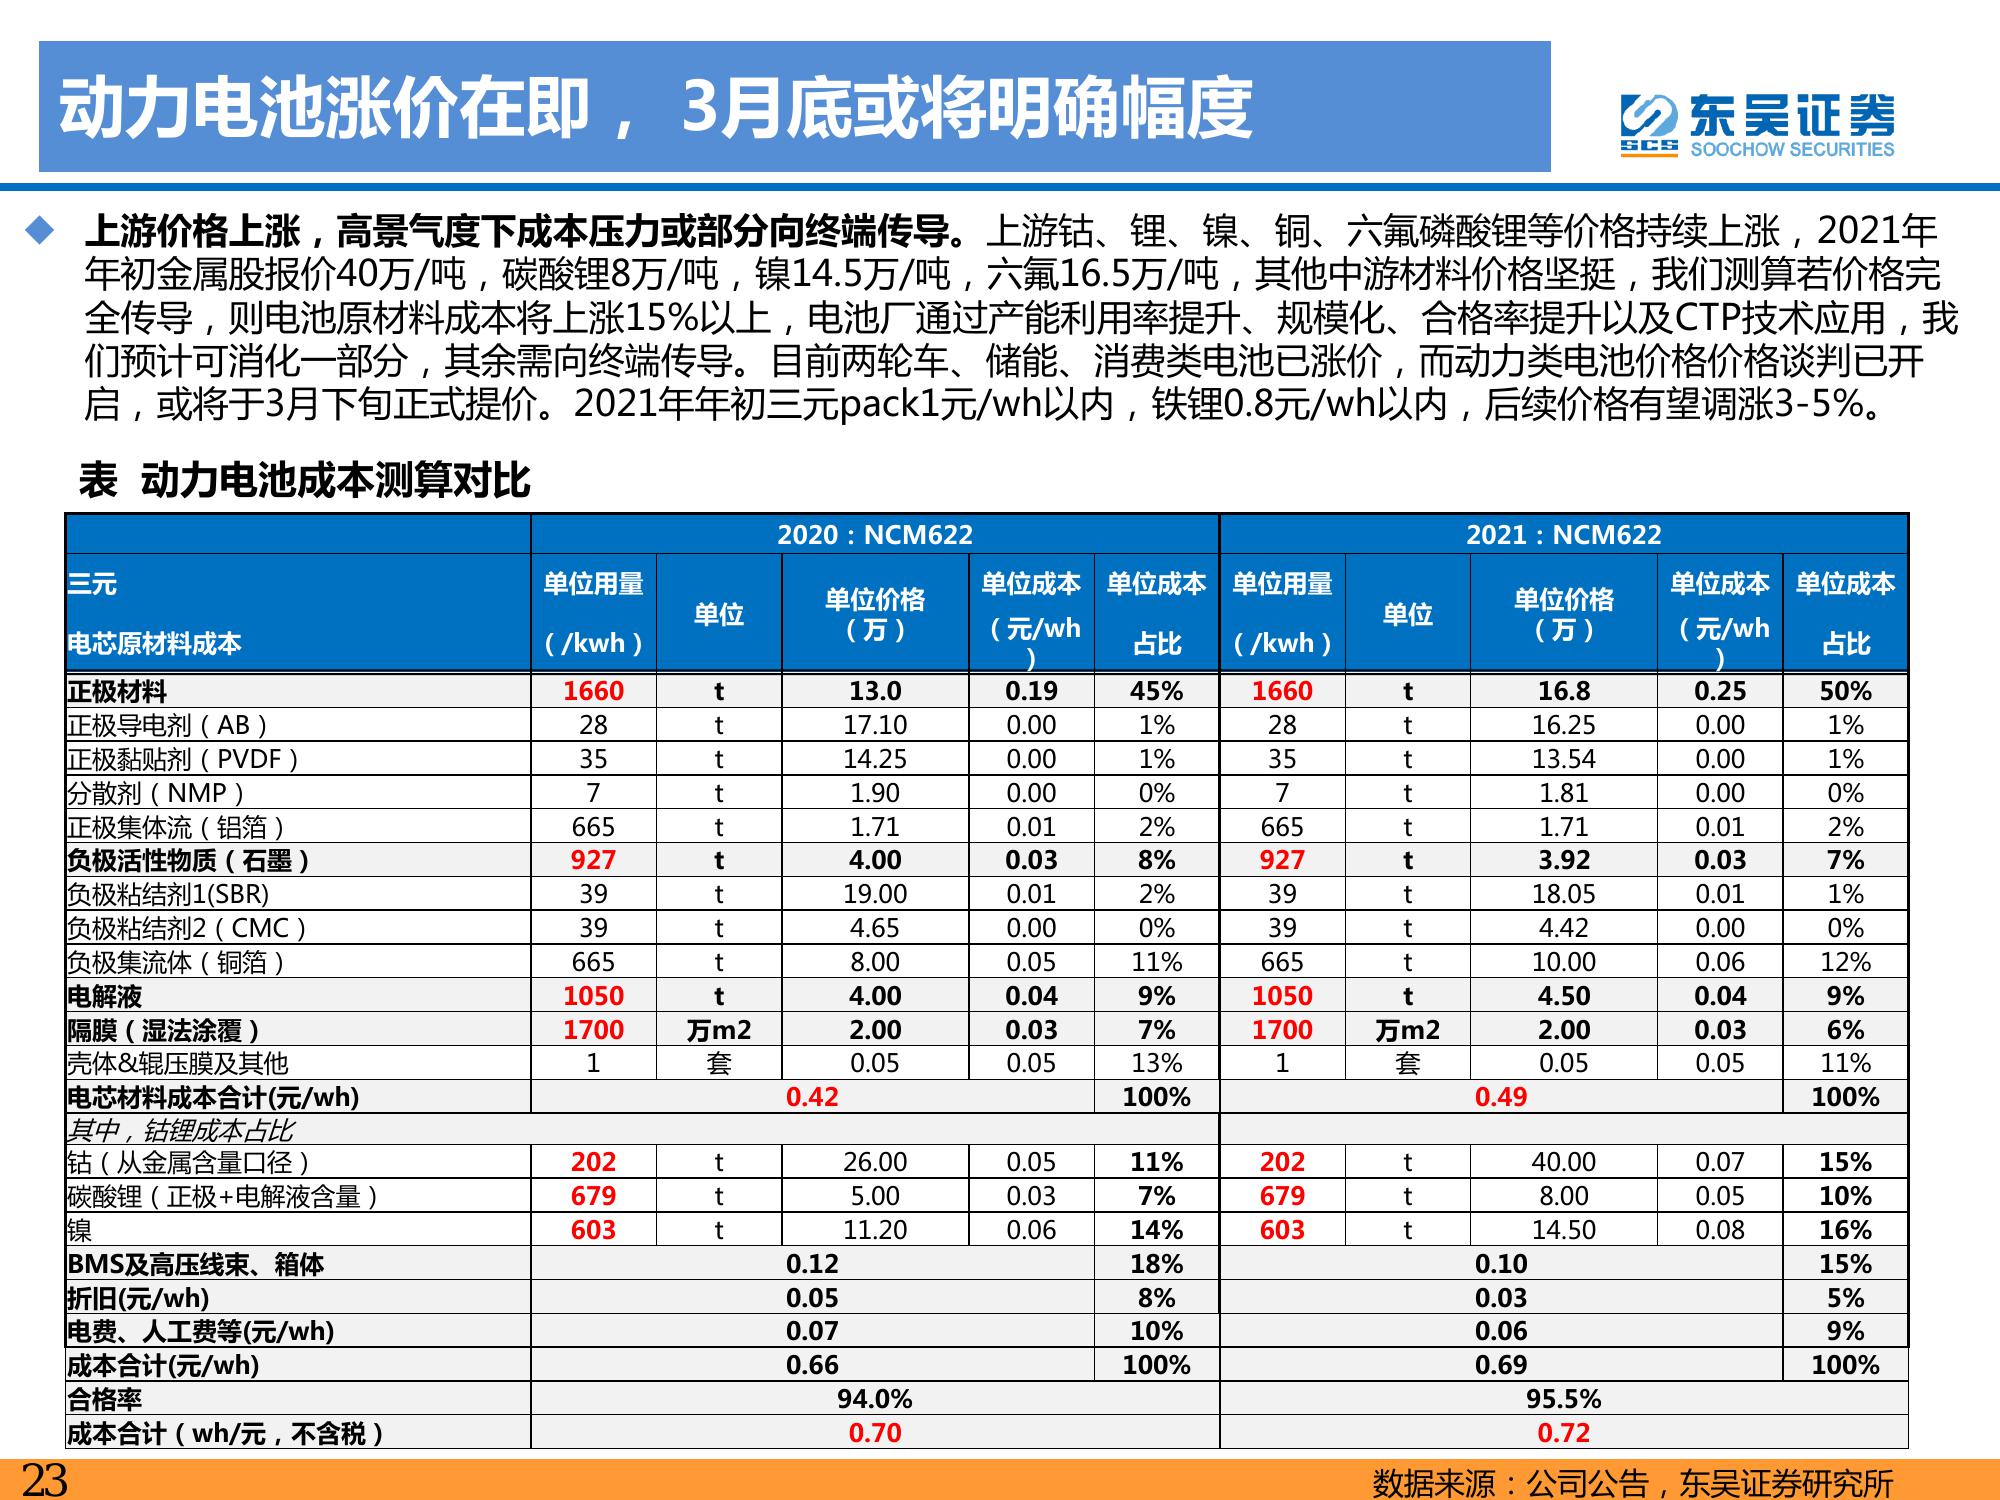 动力电池涨价在即， 3月底或将明确幅度
SCS
东吴证券
SOOCHOW SECURITIES
上游价格上涨，高景气度下成本压力或部分向终端传导。上游钴、锂、镍、铜、六氟磷酸锂等价格持续上涨，2021年
年初金属股报价40万/吨，碳酸锂8万/吨，镍14.5万/吨，六氟16.5万/吨，其他中游材料价格坚挺，我们测算若价格完
全传导，则电池原材料成本将上涨15%以上，电池厂通过产能利用率提升、规模化、合格率提升以及CTP技术应用，我
们预计可消化一部分，其余需向终端传导。目前两轮车、储能、消费类电池已涨价，而动力类电池价格价格谈判已开
启，或将于3月下旬正式提价。2021年年初三元pack1元/wh以内，铁锂0.8元/wh以内，后续价格有望调涨3-5%。
表 动力电池成本测算对比
2020：NCM622 2021：NCM622
三元 电芯原材料成本 单位用量（/kwh） 单位 单位价格（万） 单位成本（元/wh） 单位成本占比 单位用量（/kwh） 单位 单位价格（万） 单位成本（元/wh） 单位成本占比
正极材料 1660 t 13.0 0.19 45% 1660 t 16.8 0.25 50%
正极导电剂（AB） 28 t 17.10 0.00 1% 28 t 16.25 0.00 1%
正极黏贴剂（PVDF） 35 t 14.25 0.00 1% 35 t 13.54 0.00 1%
分散剂（NMP） 7 t 1.90 0.00 0% 7 t 1.81 0.00 0%
正极集体流（铝箔） 665 t 1.71 0.01 2% 665 t 1.71 0.01 2%
负极活性物质（石墨） 927 t 4.00 0.03 8% 927 t 3.92 0.03 7%
负极粘结剂1(SBR) 39 t 19.00 0.01 2% 39 t 18.05 0.01 1%
负极粘结剂2（CMC） 39 t 4.65 0.00 0% 39 t 4.42 0.00 0%
负极集流体（铜箔） 665 t 8.00 0.05 11% 665 t 10.00 0.06 12%
电解液 1050 t 4.00 0.04 9% 1050 t 4.50 0.04 9%
隔膜（湿法涂覆） 1700 万m2 2.00 0.03 7% 1700 万m2 2.00 0.03 6%
壳体&辊压膜及其他 1 套 0.05 0.05 13% 1 套 0.05 0.05 11%
电芯材料成本合计(元/wh) 0.42 100% 0.49 100%
其中，钴锂成本占比
钴（从金属含量口径） 202 t 26.00 0.05 11% 202 t 40.00 0.07 15%
碳酸锂（正极+电解液含量） 679 t 5.00 0.03 7% 679 t 8.00 0.05 10%
镍 603 t 11.20 0.06 14% 603 t 14.50 0.08 16%
BMS及高压线束、箱体 0.12 18% 0.10 15%
折旧(元/wh) 0.05 8% 0.03 5%
电费、人工费等(元/wh) 0.07 10% 0.06 9%
成本合计(元/wh) 0.66 100% 0.69 100%
合格率 94.0% 95.5%
成本合计（wh/元，不含税） 0.70 0.72
23
数据来源：公司公告，东吴证券研究所